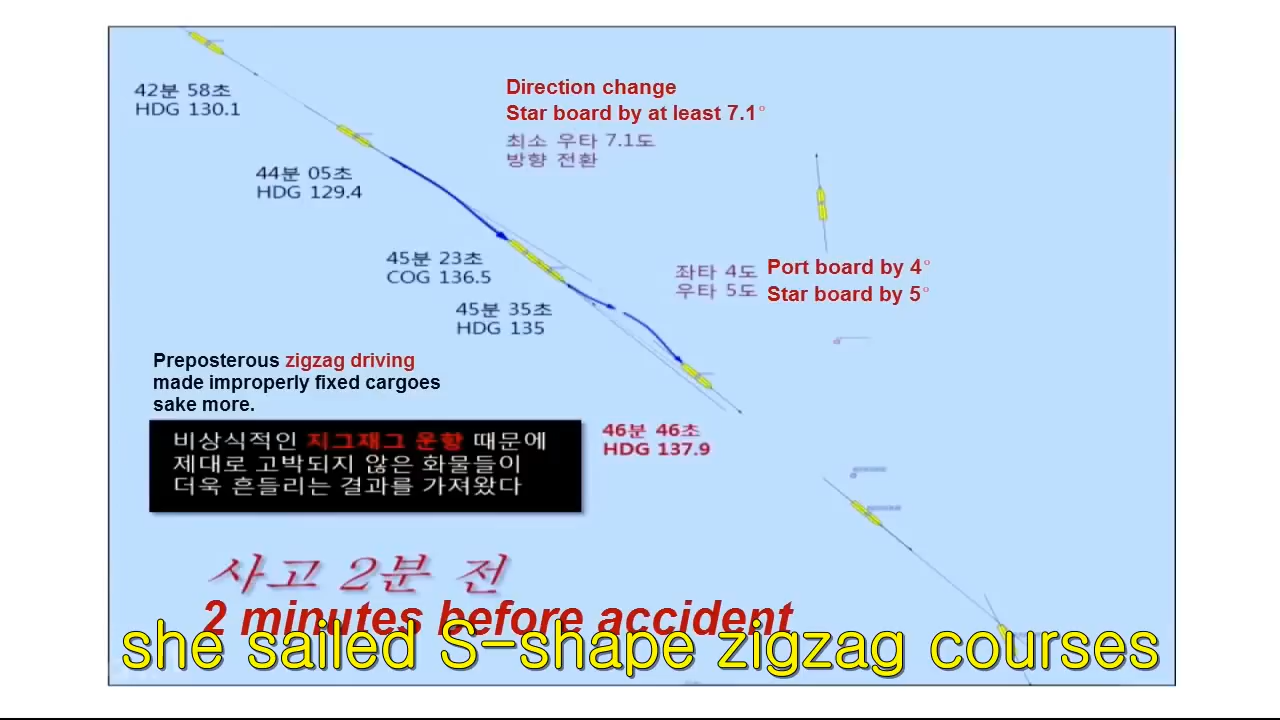 42분 58초
HDG 130.1
Direction change
Star board by at least 7.1°
최소 우타 7.1도
방향 전환
44분 05초
HDG 129.4
45분 23초
COG 136.5
좌타 4도 Port board by 4°
우타 5도 Star board by 5°
45분 35초
HDG 135
Preposterous zigzag driving
made improperly fixed cargoes
sake more.
비상식적인 지그재그 운항 때문에
제대로 고박되지 않은 화물들이
더욱 흔들리는 결과를 가져왔다
46분 46초
HDG 137.9
사고 2분 전
2 minutes before accident
she sailed S-shape zigzag courses